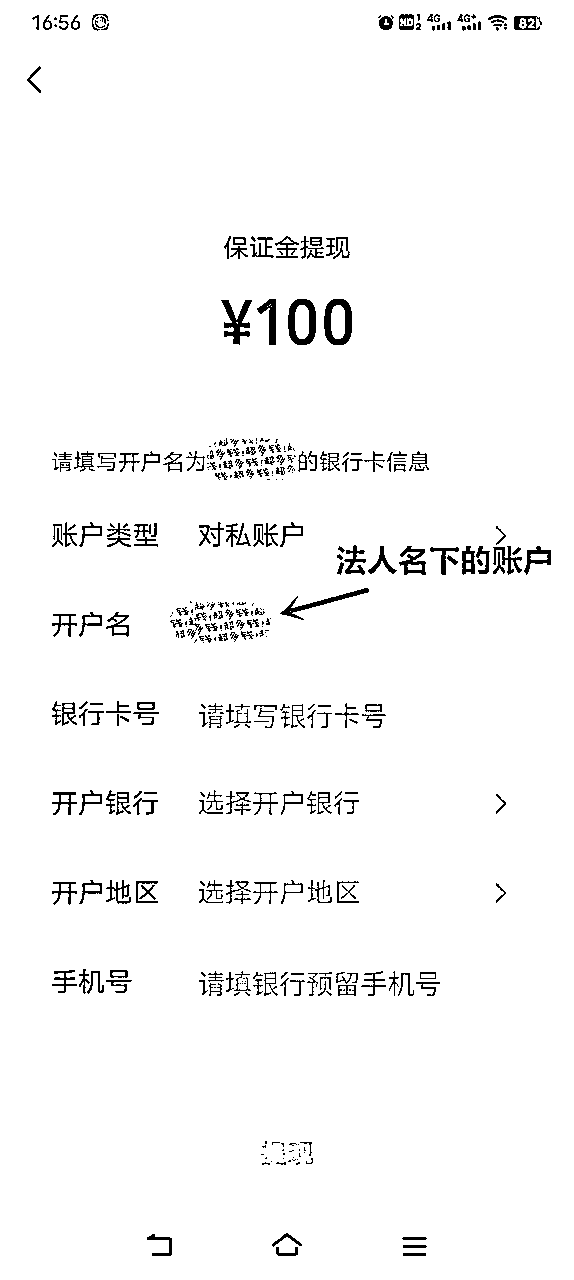 16:56 HD 1 2 4G 4G+ 82
保证金提现
¥100
请填写开户名为 的银行卡信息
账户类型 对私账户
法人名下的账户
开户名
银行卡号 请填写银行卡号
开户银行 选择开户银行
开户地区 选择开户地区
手机号 请填银行预留手机号
提现